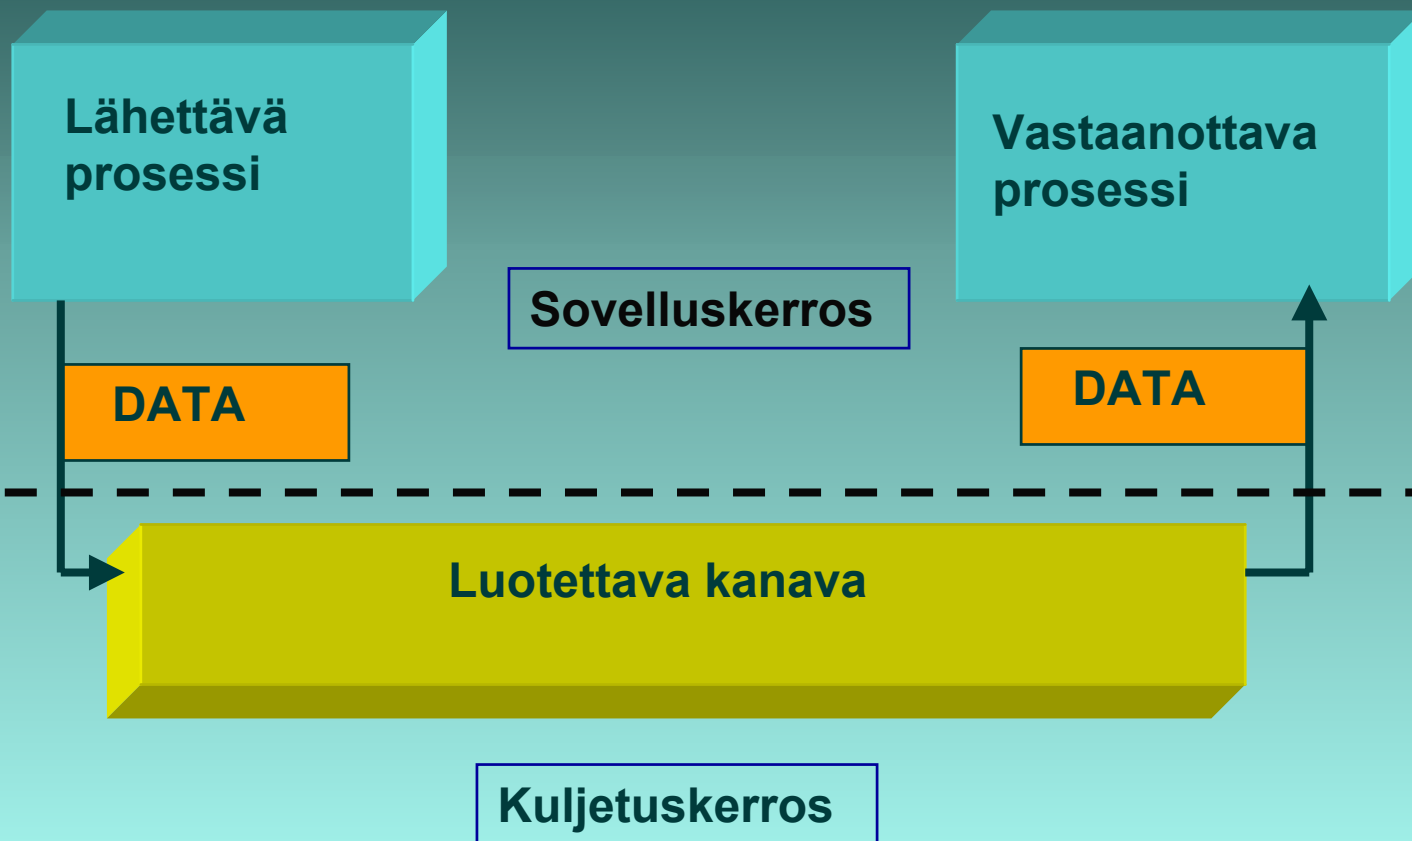 Lähettävä
prosessi
Vastaanottava
prosessi
Sovelluskerros
DATA
DATA
Luotettava kanava
Kuljetuskerros